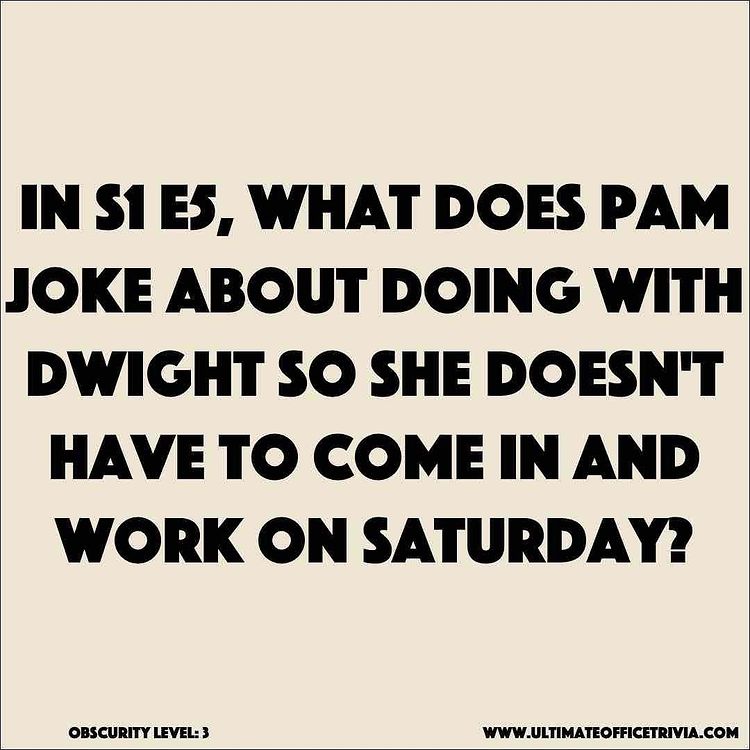 IN S1 E5, WHAT DOES PAM
JOKE ABOUT DOING WITH
DWIGHT SO SHE DOESN'T
HAVE TO COME IN AND
WORK ON SATURDAY?
OBSCURITY LEVEL: 3
WWW.ULTIMATEOFFICETRIVIA.COM